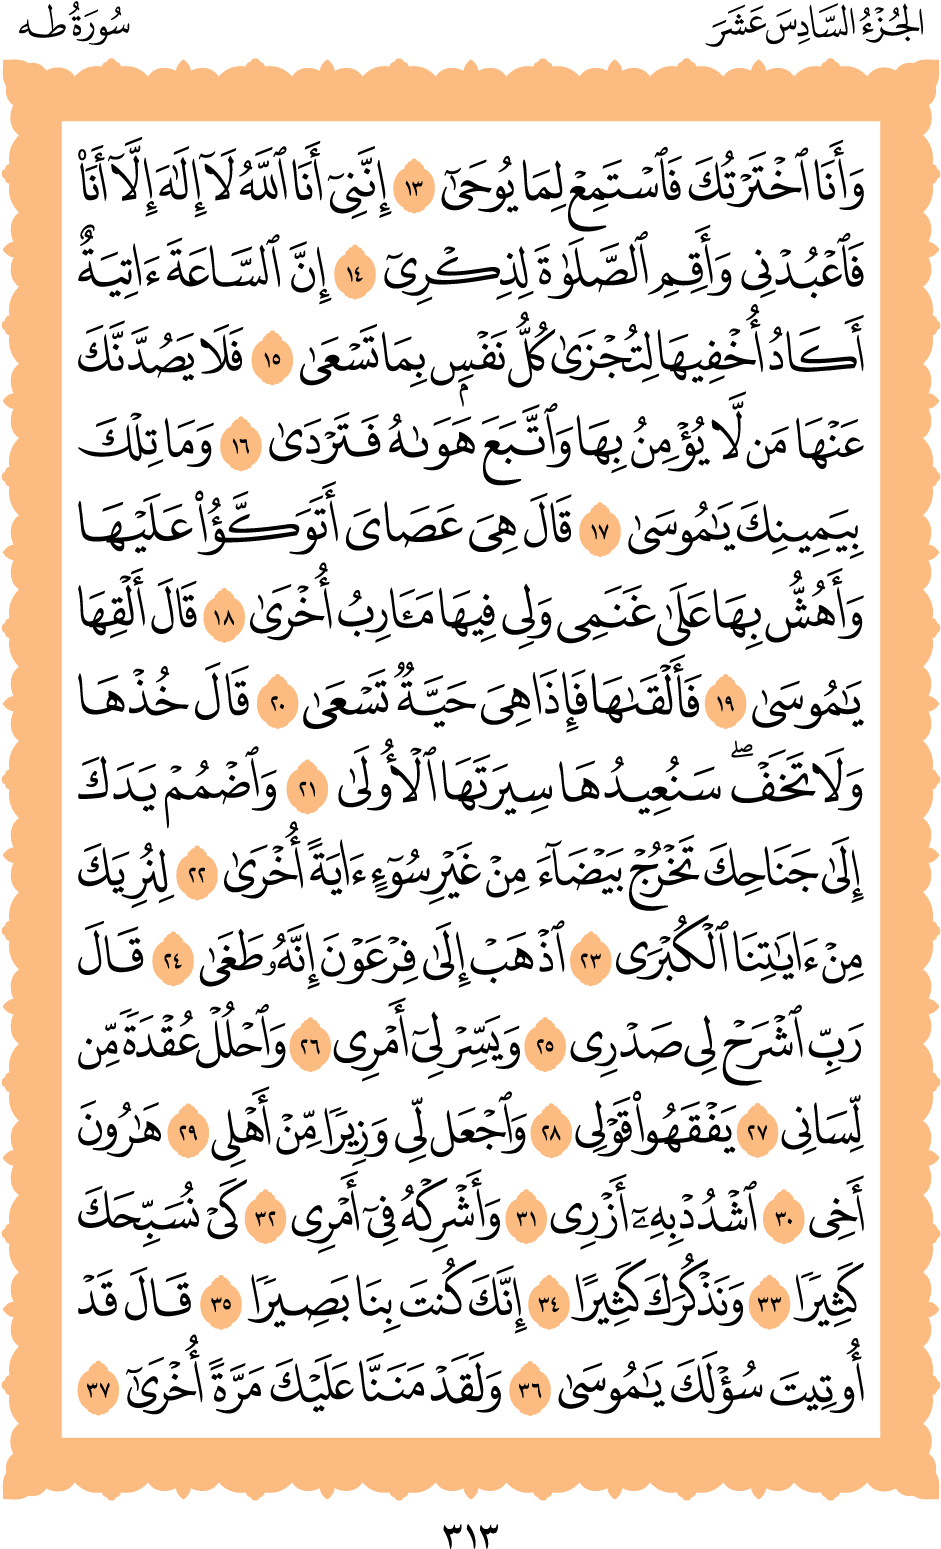 الجُزْءُ السَّادِسَ عَشَرَ
سُورَةُ طه
وَأَنَا ٱخْتَرْتُكَ فَٱسْتَمِعْ لِمَا يُوحَىٰٓ ١٣ إِنَّنِىٓ أَنَا ٱللَّهُ لَآ إِلَٰهَ إِلَّآ أَنَا۠
فَٱعْبُدْنِى وَأَقِمِ ٱلصَّلَوٰةَ لِذِكْرِىٓ ١٤ إِنَّ ٱلسَّاعَةَ ءَاتِيَةٌ
أَكَادُ أُخْفِيهَا لِتُجْزَىٰ كُلُّ نَفْسٍۭ بِمَا تَسْعَىٰ ١٥ فَلَا يَصُدَّنَّكَ
عَنْهَا مَن لَّا يُؤْمِنُ بِهَا وَٱتَّبَعَ هَوَىٰهُ فَتَرْدَىٰ ١٦ وَمَا تِلْكَ
بِيَمِينِكَ يَٰمُوسَىٰ ١٧ قَالَ هِىَ عَصَاىَ أَتَوَكَّؤُا۟ عَلَيْهَا
وَأَهُشُّ بِهَا عَلَىٰ غَنَمِى وَلِىَ فِيهَا مَـَٔارِبُ أُخْرَىٰ ١٨ قَالَ أَلْقِهَا
يَٰمُوسَىٰ ١٩ فَأَلْقَىٰهَا فَإِذَا هِىَ حَيَّةٌ تَسْعَىٰ ٢٠ قَالَ خُذْهَا
وَلَا تَخَفْ ۖ سَنُعِيدُهَا سِيرَتَهَا ٱلْأُولَىٰ ٢١ وَٱضْمُمْ يَدَكَ
إِلَىٰ جَنَاحِكَ تَخْرُجْ بَيْضَآءَ مِنْ غَيْرِ سُوٓءٍ ءَايَةً أُخْرَىٰ ٢٢ لِنُرِيَكَ
مِنْ ءَايَٰتِنَا ٱلْكُبْرَى ٢٣ ٱذْهَبْ إِلَىٰ فِرْعَوْنَ إِنَّهُۥ طَغَىٰ ٢٤ قَالَ
رَبِّ ٱشْرَحْ لِى صَدْرِى ٢٥ وَيَسِّرْ لِىٓ أَمْرِى ٢٦ وَٱحْلُلْ عُقْدَةً مِّن
لِّسَانِى ٢٧ يَفْقَهُوا۟ قَوْلِى ٢٨ وَٱجْعَل لِّى وَزِيرًا مِّنْ أَهْلِى ٢٩ هَٰرُونَ
أَخِى ٣٠ ٱشْدُدْ بِهِۦٓ أَزْرِى ٣١ وَأَشْرِكْهُ فِىٓ أَمْرِى ٣٢ كَىْ نُسَبِّحَكَ
كَثِيرًا ٣٣ وَنَذْكُرَكَ كَثِيرًا ٣٤ إِنَّكَ كُنتَ بِنَا بَصِيرًا ٣٥ قَالَ قَدْ
أُوتِيتَ سُؤْلَكَ يَٰمُوسَىٰ ٣٦ وَلَقَدْ مَنَنَّا عَلَيْكَ مَرَّةً أُخْرَىٰٓ ٣٧
٣١٣